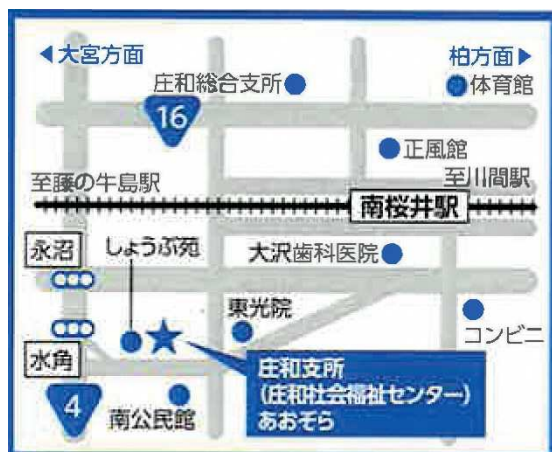 ◀大宮方面
柏方面▶
庄和総合支所
体育館
16
正風館
至藤の牛島駅
至川間駅
南桜井駅
永沼
しょうぶ苑
大沢歯科医院
東光院
コンビニ
水角
庄和支所
(庄和社会福祉センター)
あおぞら
4
南公民館